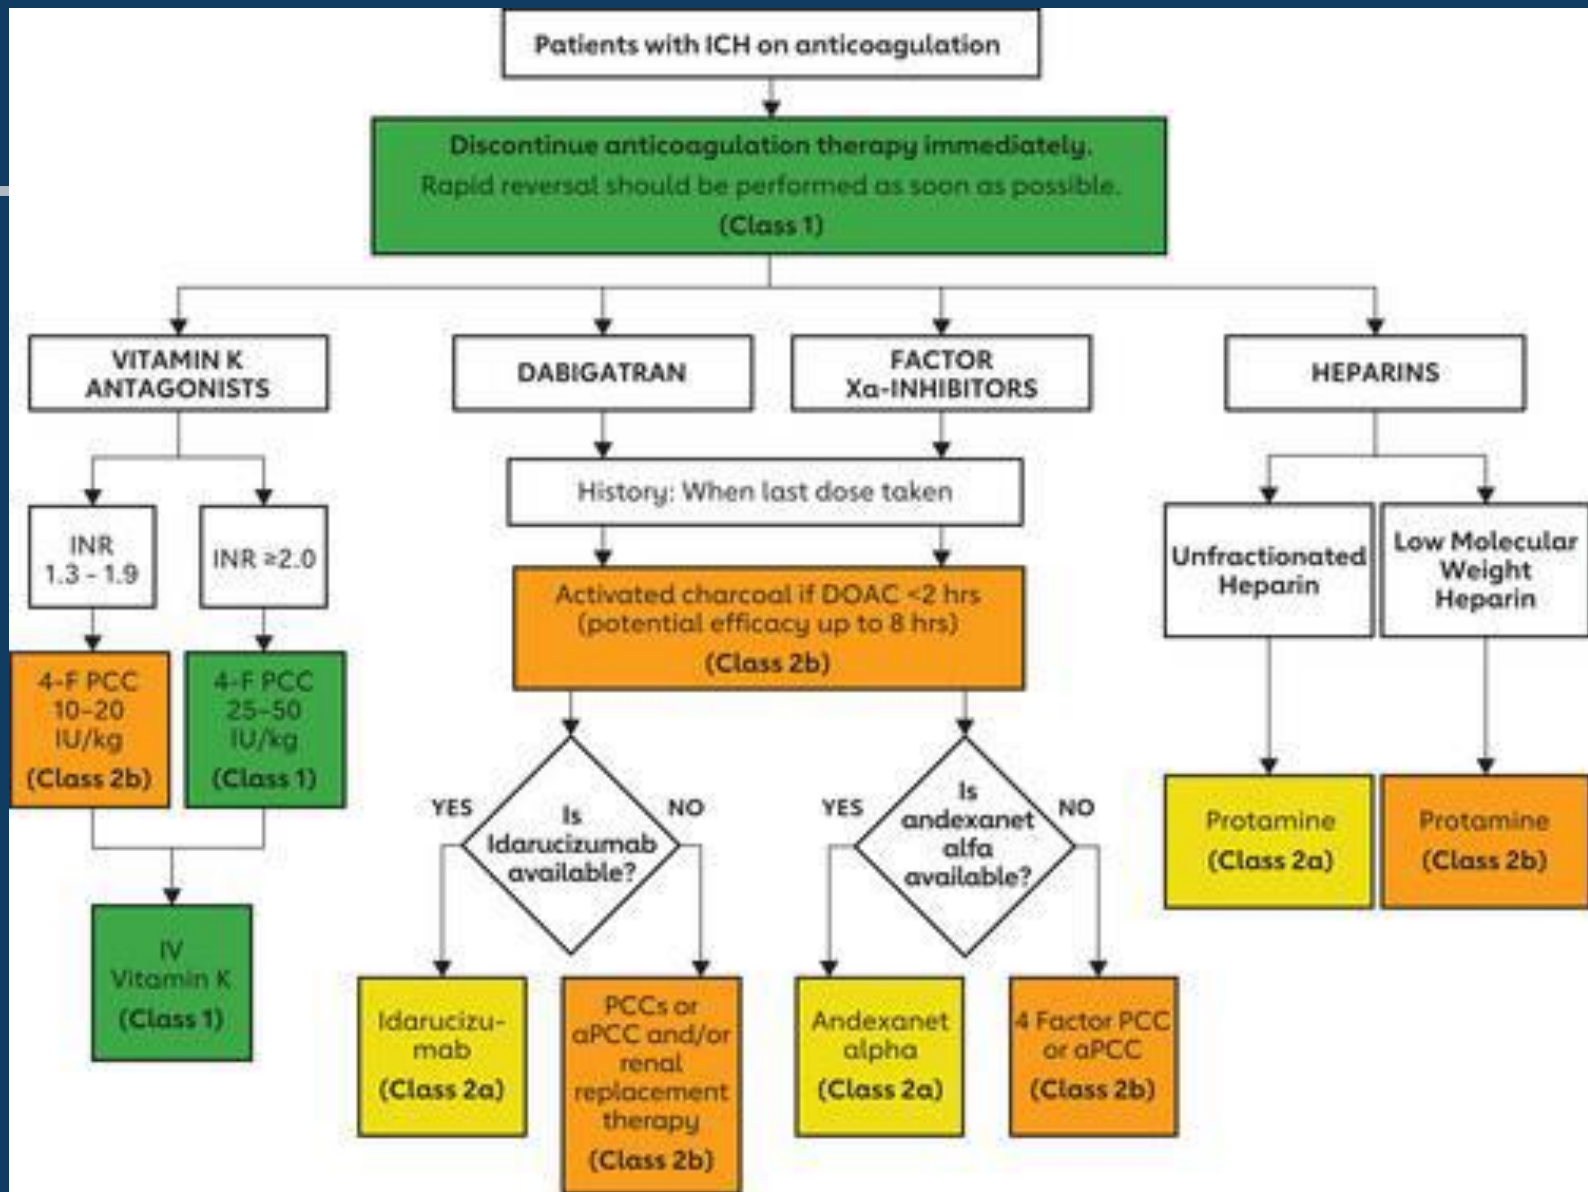 Patients with ICH on anticoagulation
Discontinue anticoagulation therapy immediately.
Rapid reversal should be performed as soon as possible.
(Class 1)
VITAMIN K
ANTAGONISTS
DABIGATRAN
FACTOR
Xa-INHIBITORS
HEPARINS
INR
1.3 - 1.9
INR ≥2.0
History: When last dose taken
Unfractionated
Heparin
Low Molecular
Weight
Heparin
Activated charcoal if DOAC <2 hrs
(potential efficacy up to 8 hrs)
(Class 2b)
4-F PCC
10–20
IU/kg
(Class 2b)
4-F PCC
25–50
IU/kg
(Class 1)
IV
Vitamin K
(Class 1)
YES
Is
Idarucizumab
available?
NO
YES
Is
andexanet
alfa
available?
NO
Protamine
(Class 2a)
Protamine
(Class 2b)
Idarucizu-
mab
(Class 2a)
PCCs or
aPCC and/or
renal
replacement
therapy
(Class 2b)
Andexanet
alpha
(Class 2a)
4 Factor PCC
or aPCC
(Class 2b)